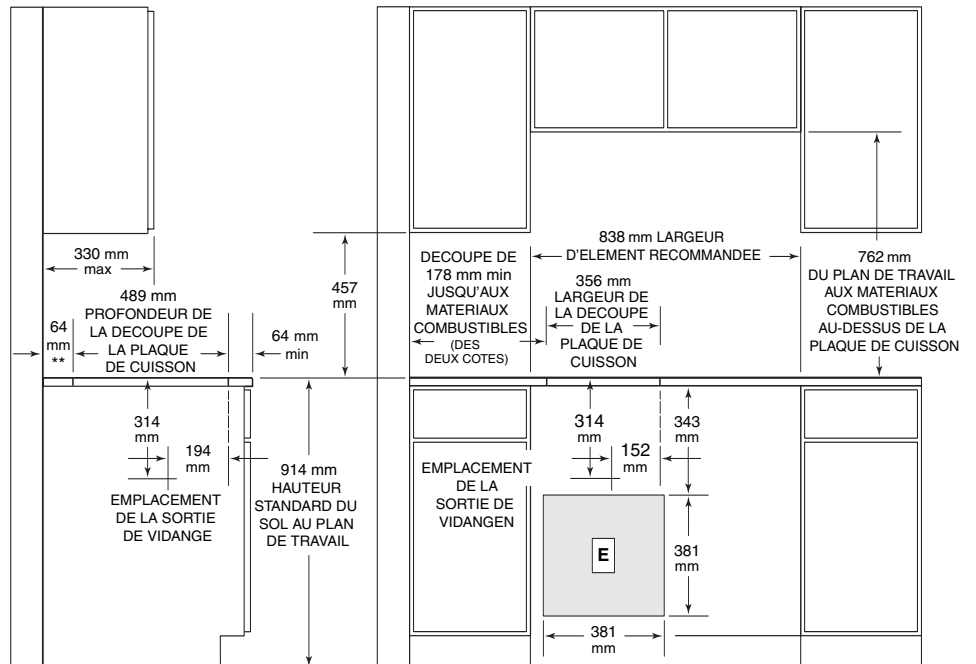 330 mm
max
489 mm
PROFONDEUR DE
LA DECOUPE DE
LA PLAQUE
DE CUISSON
64
mm
**
64 mm
min
457
mm
314
mm
194
mm
EMPLACEMENT
DE LA SORTIE
DE VIDANGE
914 mm
HAUTEUR
STANDARD DU
SOL AU PLAN
DE TRAVAIL
DECOUPE DE
178 mm min
JUSQU'AUX
MATERIAUX
COMBUSTIBLES
(DES
DEUX COTES)
838 mm LARGEUR
D'ELEMENT RECOMMANDEE
356 mm
LARGEUR DE
LA DECOUPE
DE LA
PLAQUE DE
CUISSON
762 mm
DU PLAN DE TRAVAIL
AUX MATERIAUX
COMBUSTIBLES
AU-DESSUS DE LA
PLAQUE DE CUISSON
314
mm
152
mm
343
mm
EMPLACEMENT
DE LA
SORTIE DE
VIDANGEN
E
381
mm
381
mm